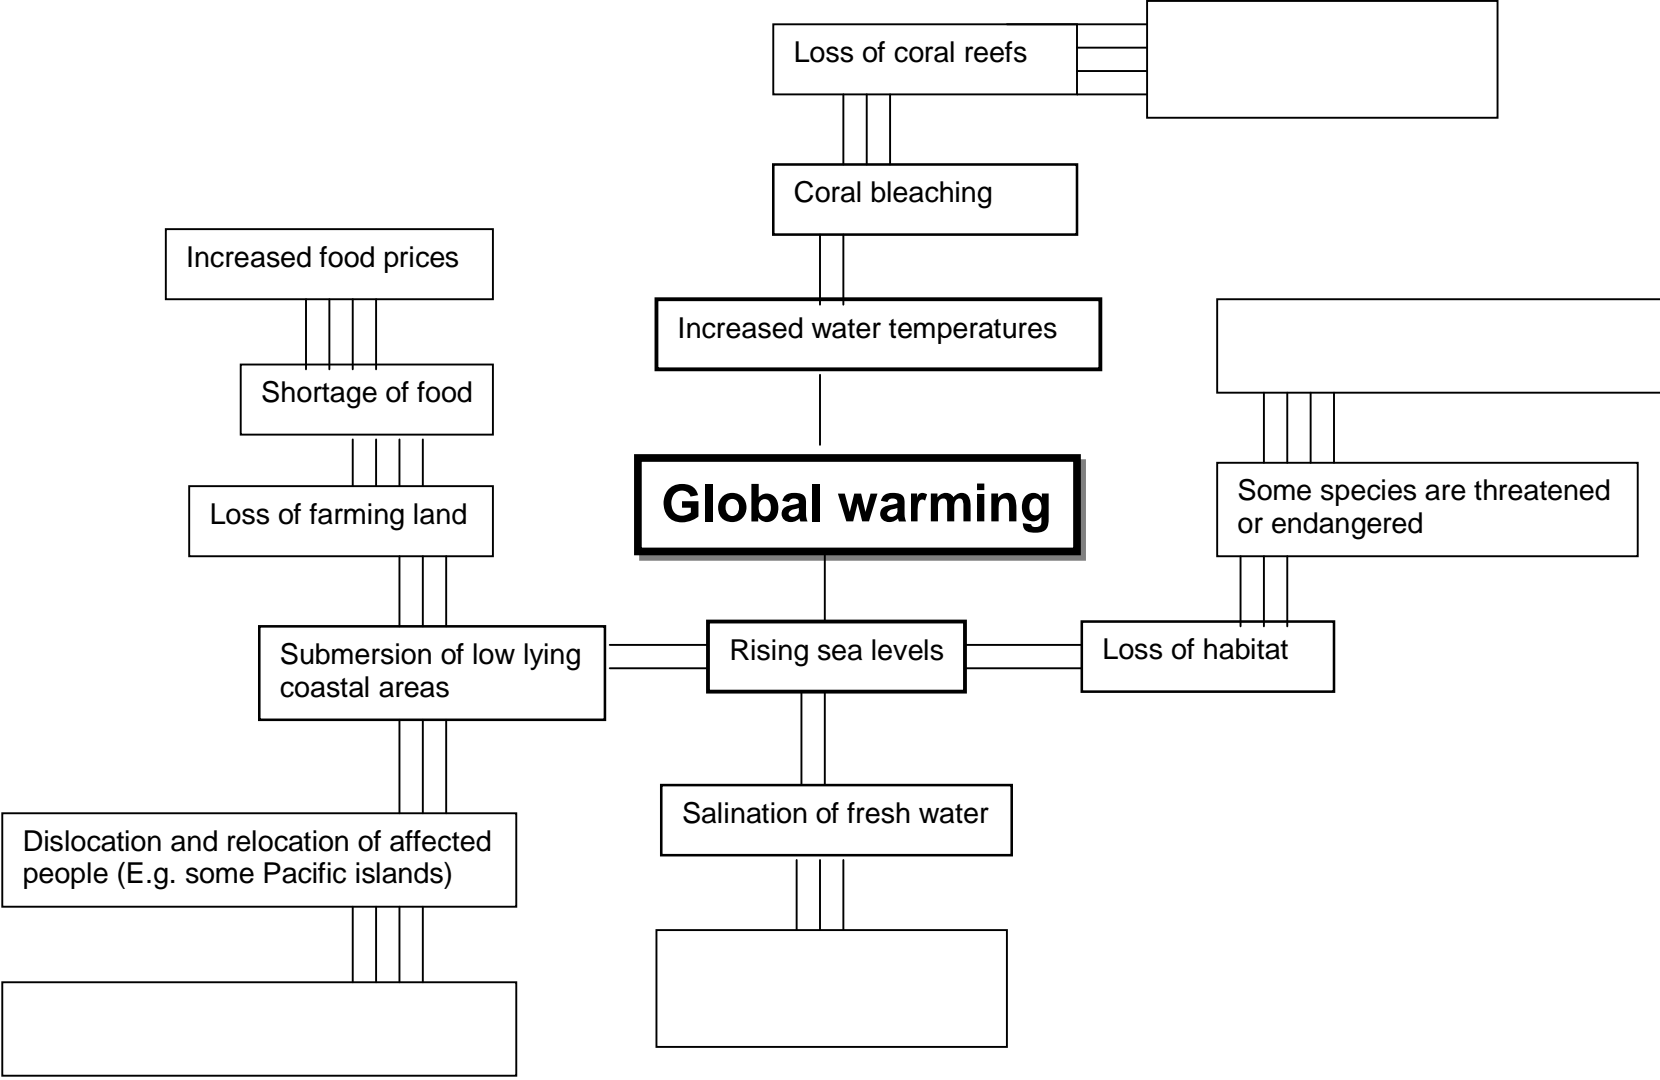 Loss of coral reefs
Coral bleaching
Increased food prices
Increased water temperatures
Shortage of food
Global warming
Some species are threatened
or endangered
Loss of farming land
Submersion of low lying
coastal areas
Rising sea levels
Loss of habitat
Salination of fresh water
Dislocation and relocation of affected
people (E.g. some Pacific islands)